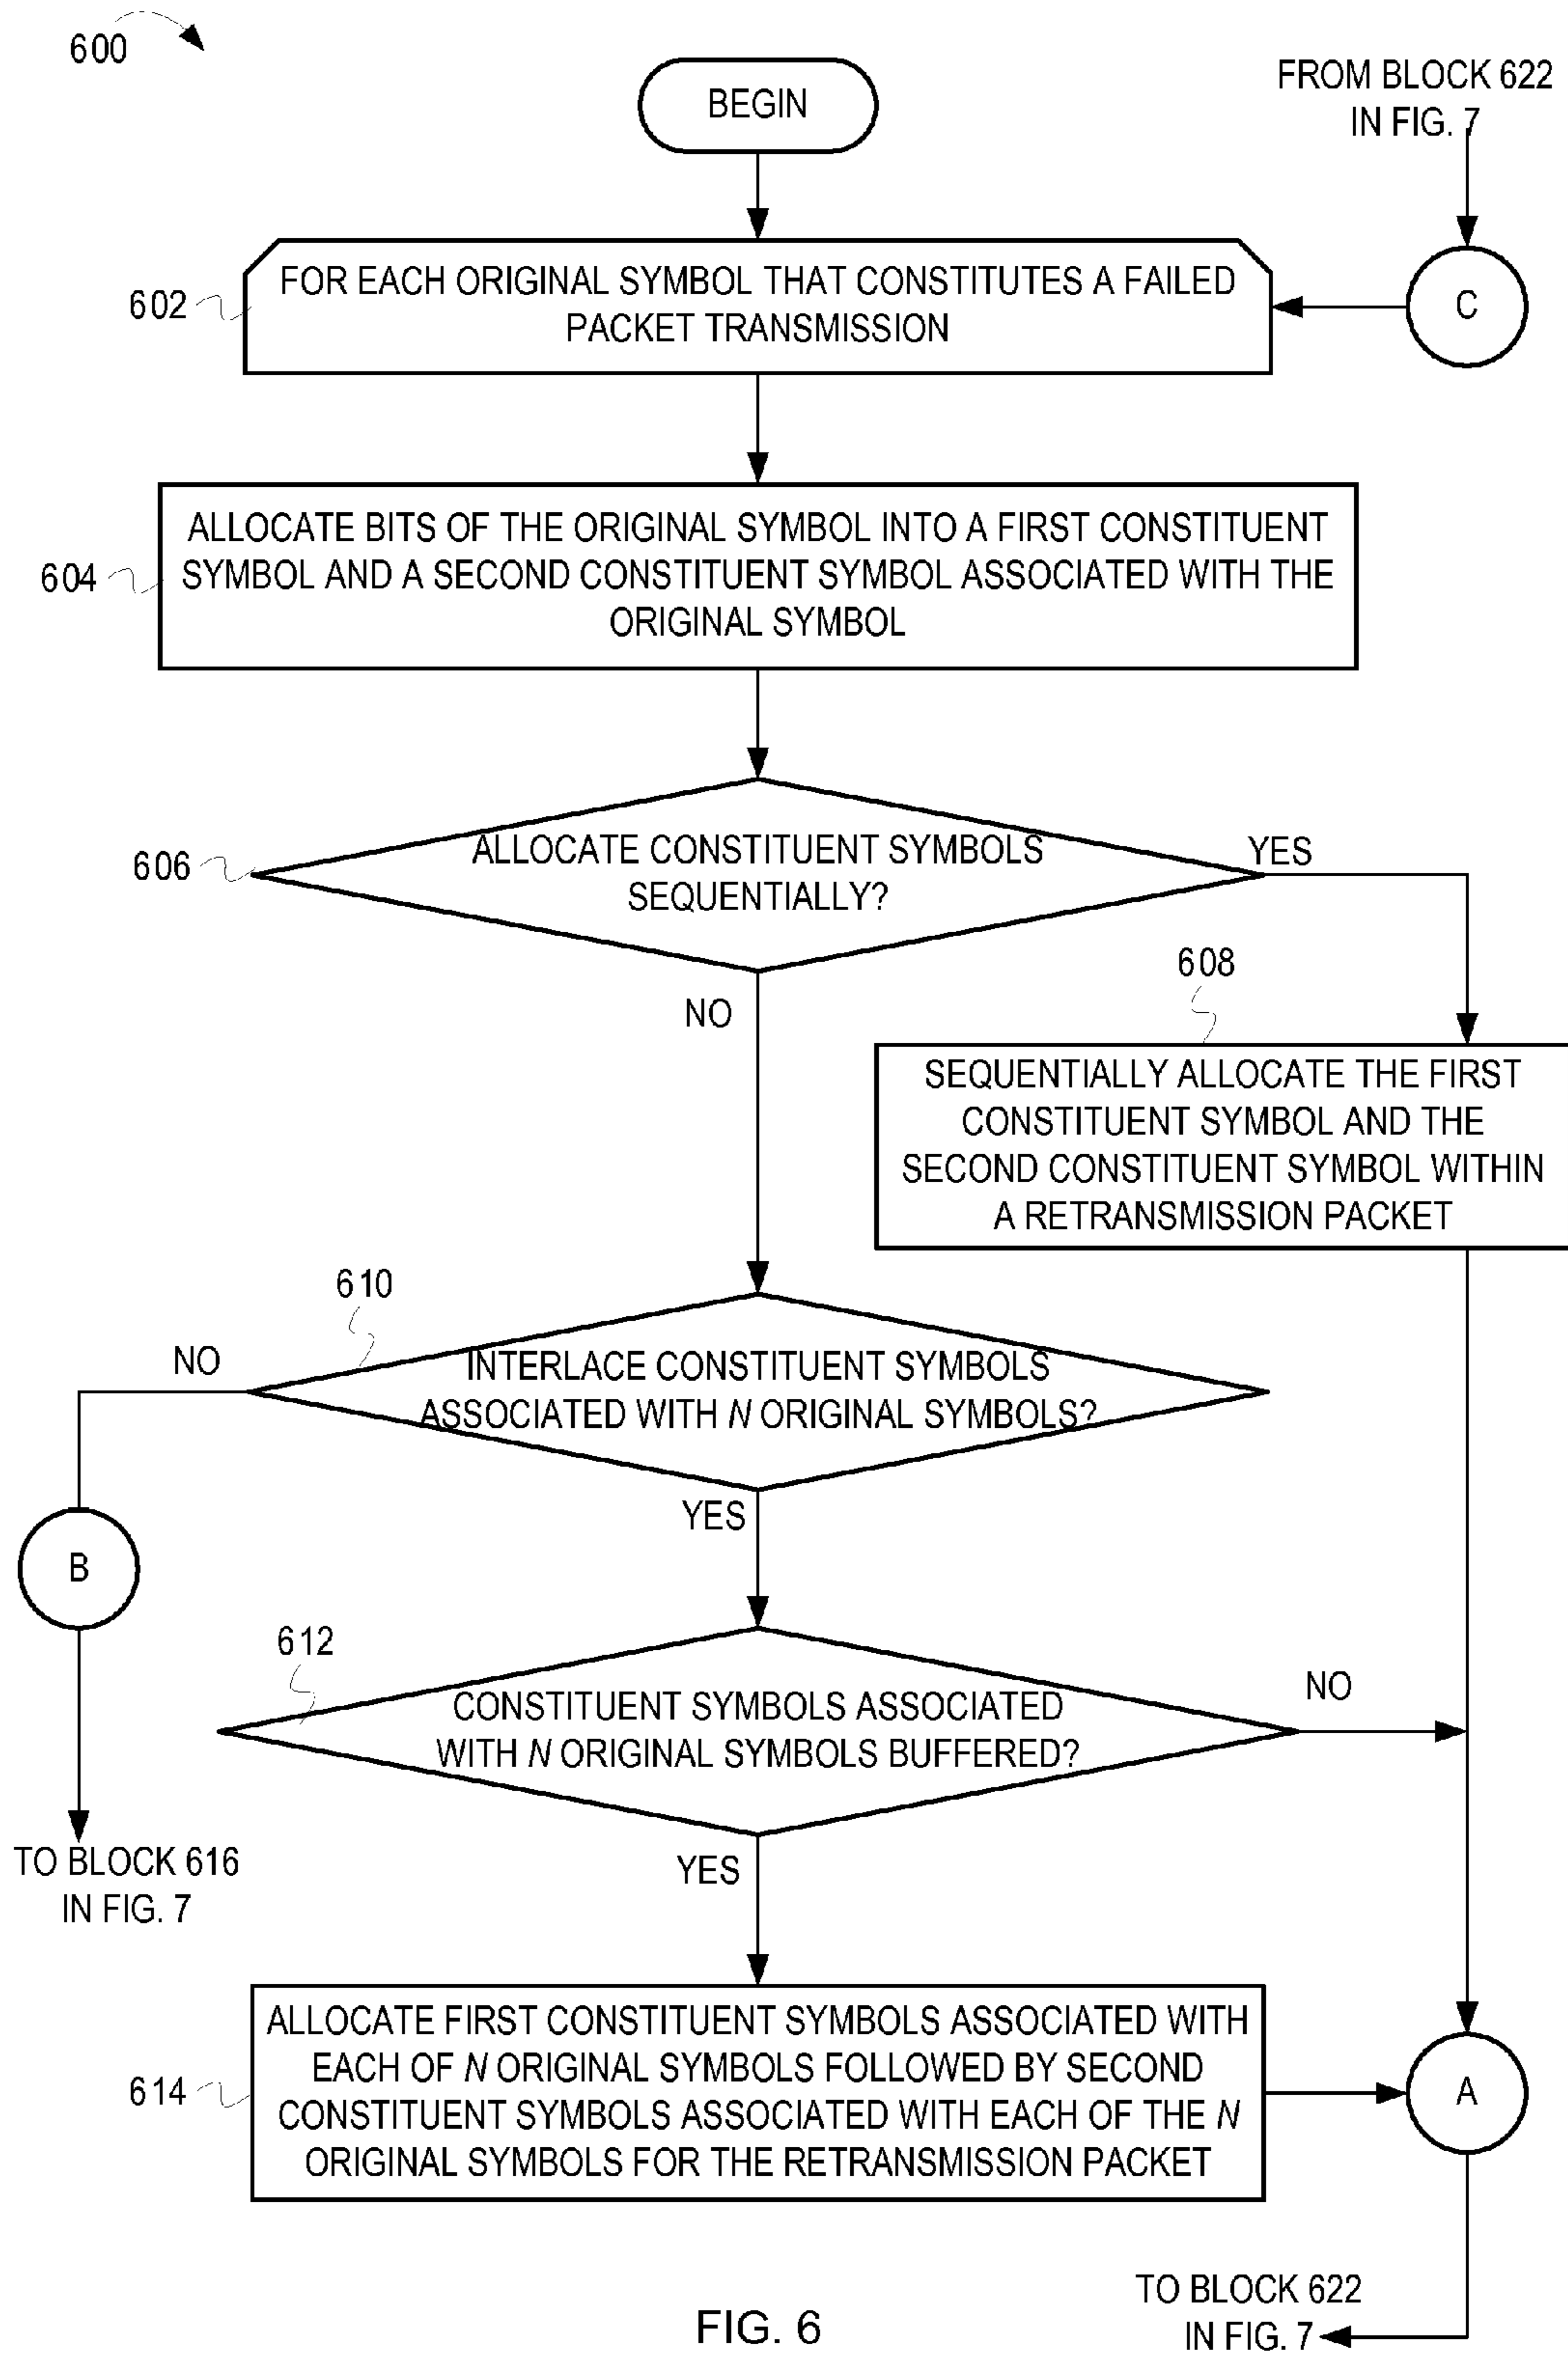 600
BEGIN
FROM BLOCK 622
IN FIG. 7
602
FOR EACH ORIGINAL SYMBOL THAT CONSTITUTES A FAILED
PACKET TRANSMISSION
C
604
ALLOCATE BITS OF THE ORIGINAL SYMBOL INTO A FIRST CONSTITUENT
SYMBOL AND A SECOND CONSTITUENT SYMBOL ASSOCIATED WITH THE
ORIGINAL SYMBOL
606
ALLOCATE CONSTITUENT SYMBOLS
SEQUENTIALLY?
YES
NO
608
SEQUENTIALLY ALLOCATE THE FIRST
CONSTITUENT SYMBOL AND THE
SECOND CONSTITUENT SYMBOL WITHIN
A RETRANSMISSION PACKET
610
NO
INTERLACE CONSTITUENT SYMBOLS
ASSOCIATED WITH N ORIGINAL SYMBOLS?
YES
B
612
CONSTITUENT SYMBOLS ASSOCIATED
WITH N ORIGINAL SYMBOLS BUFFERED?
NO
YES
TO BLOCK 616
IN FIG. 7
614
ALLOCATE FIRST CONSTITUENT SYMBOLS ASSOCIATED WITH
EACH OF N ORIGINAL SYMBOLS FOLLOWED BY SECOND
CONSTITUENT SYMBOLS ASSOCIATED WITH EACH OF THE N
ORIGINAL SYMBOLS FOR THE RETRANSMISSION PACKET
A
TO BLOCK 622
IN FIG. 7
FIG. 6